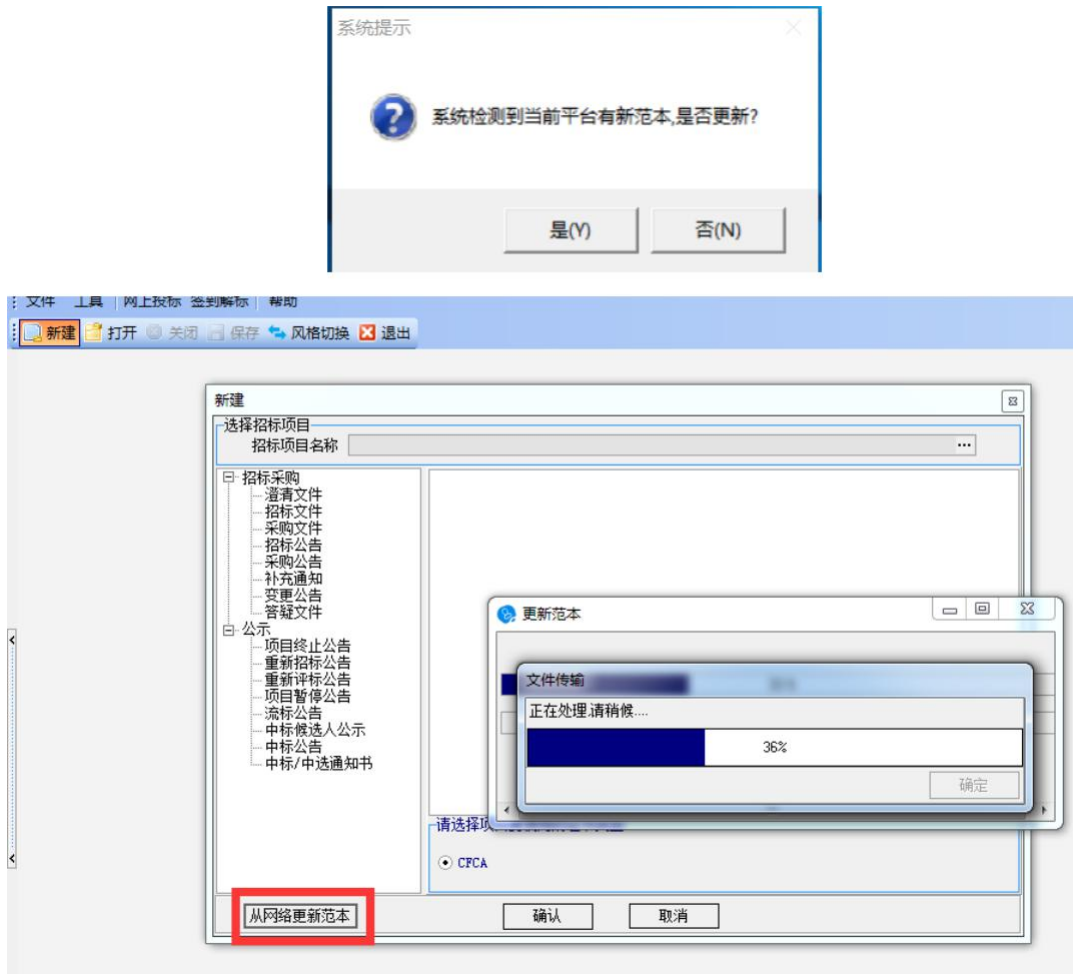 系统提示
系统检测到当前平台有新范本,是否更新?
是(Y) 否(N)
文件 工具 网上投标 签到解标 帮助
新建 打开 关闭 保存 风格切换 退出
新建
选择招标项目
招标项目名称 ...
招标采购
澄清文件
招标文件
采购文件
招标公告
采购公告
补充通知
变更公告
答疑文件
公示
项目终止公告
重新招标公告
重新评标公告
项目暂停公告
流标公告
中标候选人公示
中标公告
中标/中选通知书
更新范本
文件传输
正在处理,请稍候....
36%
确定
请选择项
CFCA
从网络更新范本 确认 取消